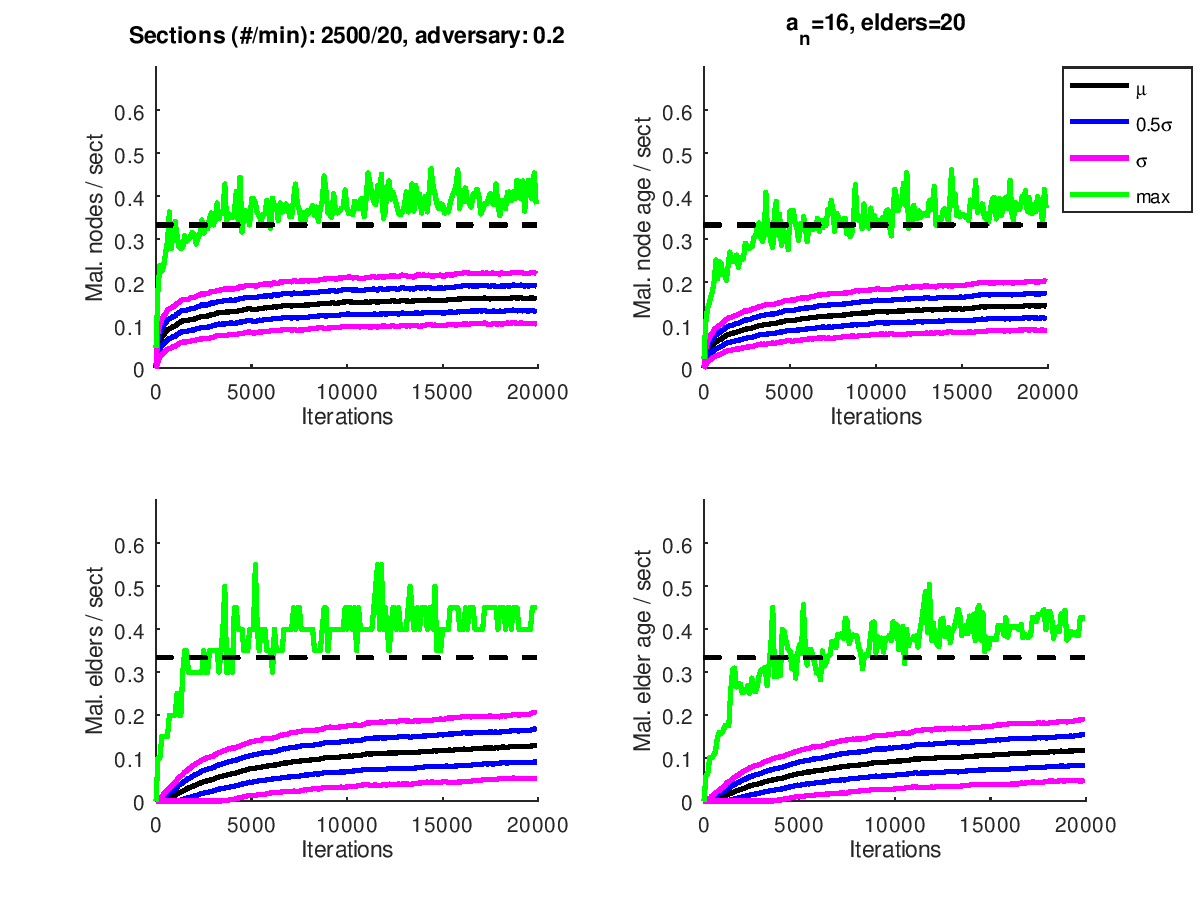 Sections (#/min): 2500/20, adversary: 0.2
a_n=16, elders=20
μ
0.5σ
σ
max
Mal. nodes / sect
0.6
0.5
0.4
0.3
0.2
0.1
0
0 5000 10000 15000 20000
Iterations
Mal. node age / sect
0.6
0.5
0.4
0.3
0.2
0.1
0
0 5000 10000 15000 20000
Iterations
Mal. elders / sect
0.6
0.5
0.4
0.3
0.2
0.1
0
0 5000 10000 15000 20000
Iterations
Mal. elder age / sect
0.6
0.5
0.4
0.3
0.2
0.1
0
0 5000 10000 15000 20000
Iterations